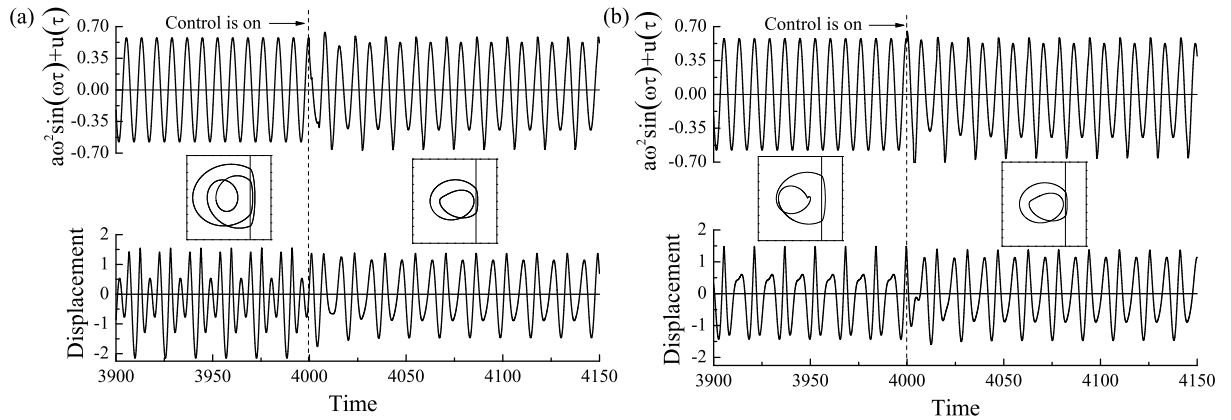 (a)
Control is on
aω²sin(ωτ)+u(τ)
0.70
0.35
0.00
-0.35
-0.70
Displacement
2
1
0
-1
-2
3900 3950 4000 4050 4100 4150
Time
(b)
Control is on
aω²sin(ωτ)+u(τ)
0.70
0.35
0.00
-0.35
-0.70
Displacement
2
1
0
-1
-2
3900 3950 4000 4050 4100 4150
Time